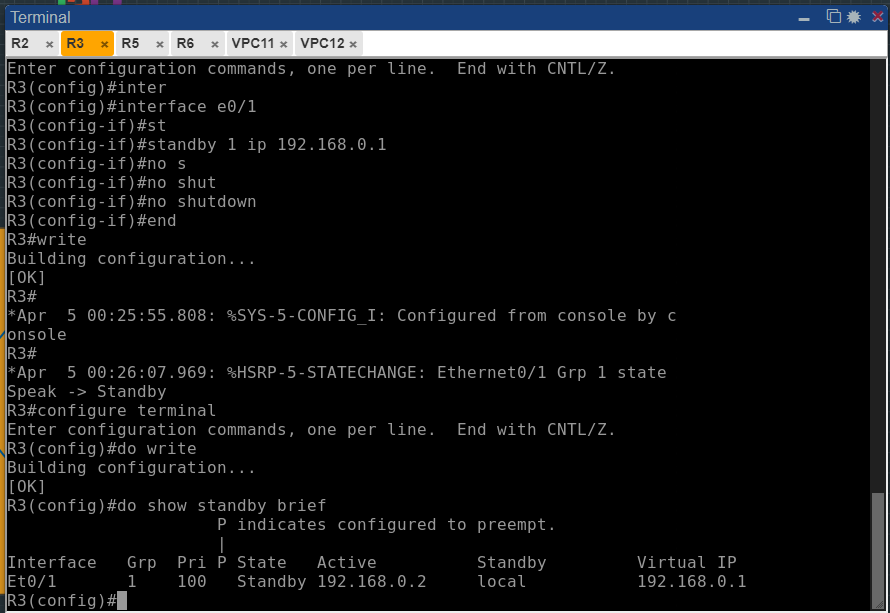 Terminal
R2 × R3 × R5 × R6 × VPC11 × VPC12 ×
Enter configuration commands, one per line.  End with CNTL/Z.
R3(config)#inter
R3(config)#interface e0/1
R3(config-if)#st
R3(config-if)#standby 1 ip 192.168.0.1
R3(config-if)#no s
R3(config-if)#no shut
R3(config-if)#no shutdown
R3(config-if)#end
R3#write
Building configuration...
[OK]
R3#
*Apr  5 00:25:55.808: %SYS-5-CONFIG_I: Configured from console by c
onsole
R3#
*Apr  5 00:26:07.969: %HSRP-5-STATECHANGE: Ethernet0/1 Grp 1 state
Speak -> Standby
R3#configure terminal
Enter configuration commands, one per line.  End with CNTL/Z.
R3(config)#do write
Building configuration...
[OK]
R3(config)#do show standby brief
                     P indicates configured to preempt.
                     |
Interface   Grp  Pri P State   Active          Standby         Virtual IP
Et0/1       1    100   Standby 192.168.0.2     local           192.168.0.1
R3(config)#